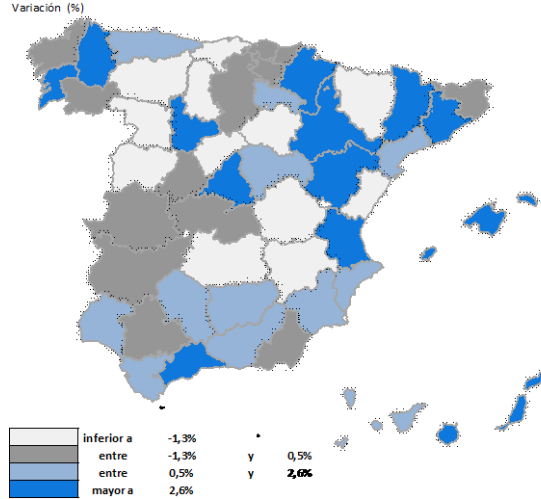 Variación (%)
inferior a -1,3%
entre -1,3% y 0,5%
entre 0,5% y 2,6%
mayor a 2,6%